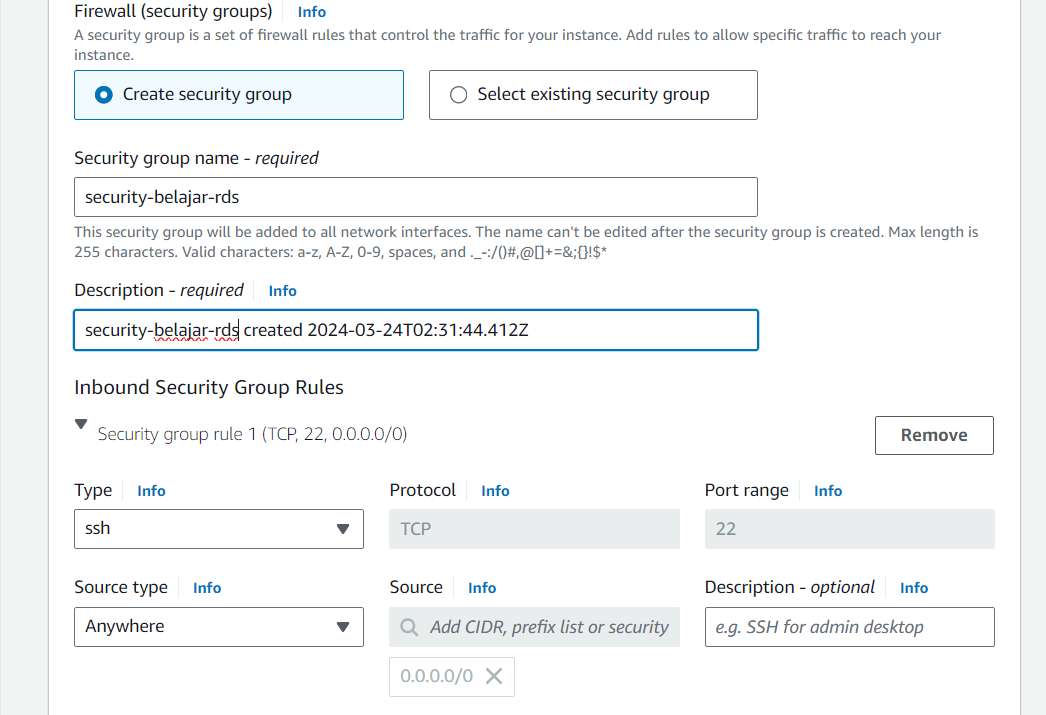 Firewall (security groups) Info
A security group is a set of firewall rules that control the traffic for your instance. Add rules to allow specific traffic to reach your
instance.
Create security group Select existing security group
Security group name - required
security-belajar-rds
This security group will be added to all network interfaces. The name can't be edited after the security group is created. Max length is
255 characters. Valid characters: a-z, A-Z, 0-9, spaces, and ._-:/()#,@[]+=&;{}!$*
Description - required Info
security-belajar-rds created 2024-03-24T02:31:44.412Z
Inbound Security Group Rules
Security group rule 1 (TCP, 22, 0.0.0.0/0) Remove
Type Info Protocol Info Port range Info
ssh TCP 22
Source type Info Source Info Description - optional Info
Anywhere Add CIDR, prefix list or security e.g. SSH for admin desktop
0.0.0.0/0